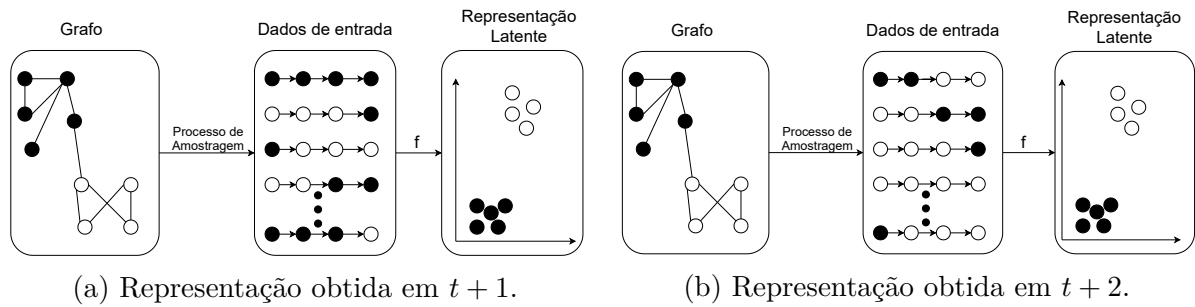 Grafo
Dados de entrada
Representação
Latente
Processo de
Amostragem
f
(a) Representação obtida em t + 1.
Grafo
Dados de entrada
Representação
Latente
Processo de
Amostragem
f
(b) Representação obtida em t + 2.